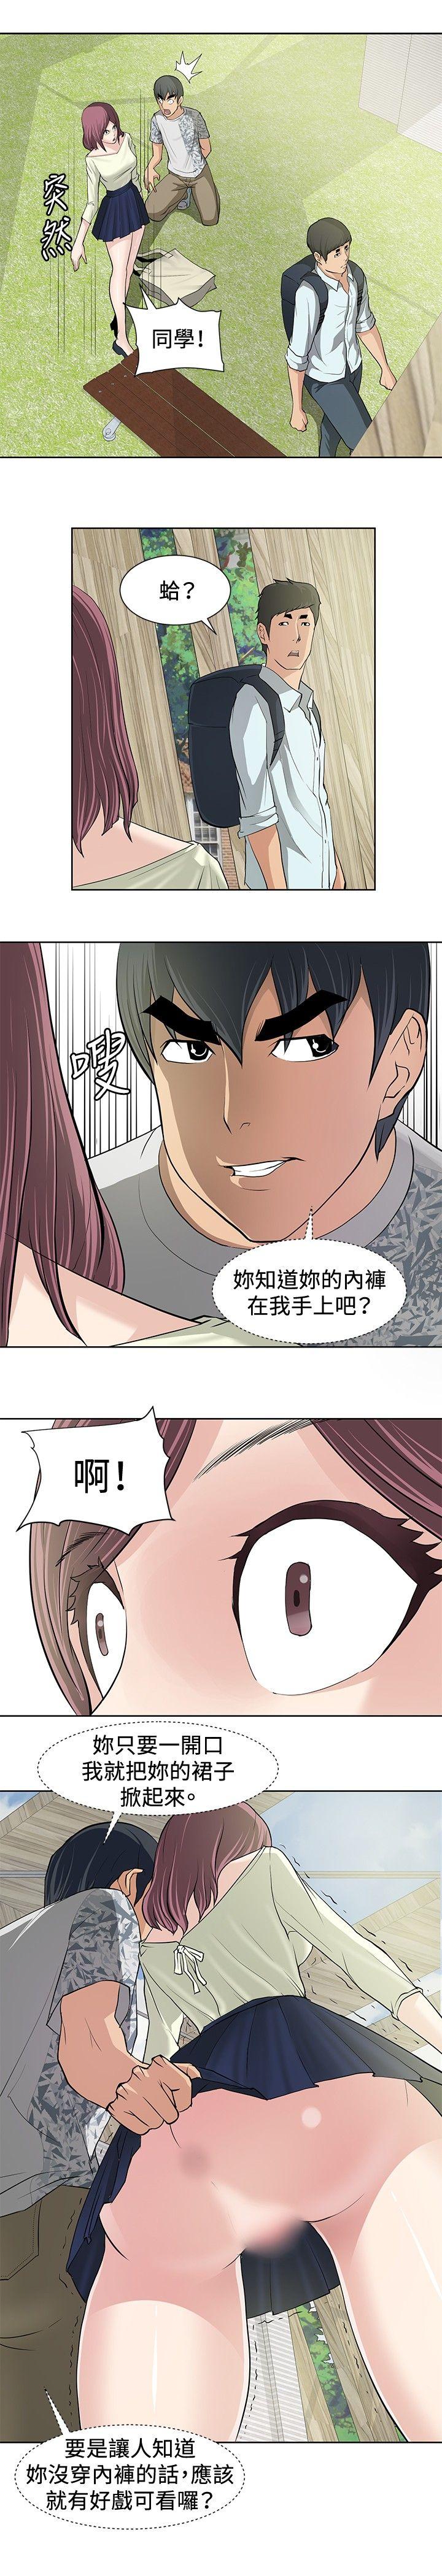 突然
同學!
蛤?
嗖
妳知道妳的內褲
在我手上吧?
啊!
妳只要一開口
我就把妳的裙子
掀起來。
要是讓人知道
妳沒穿內褲的話,應該
就有好戲可看囉?